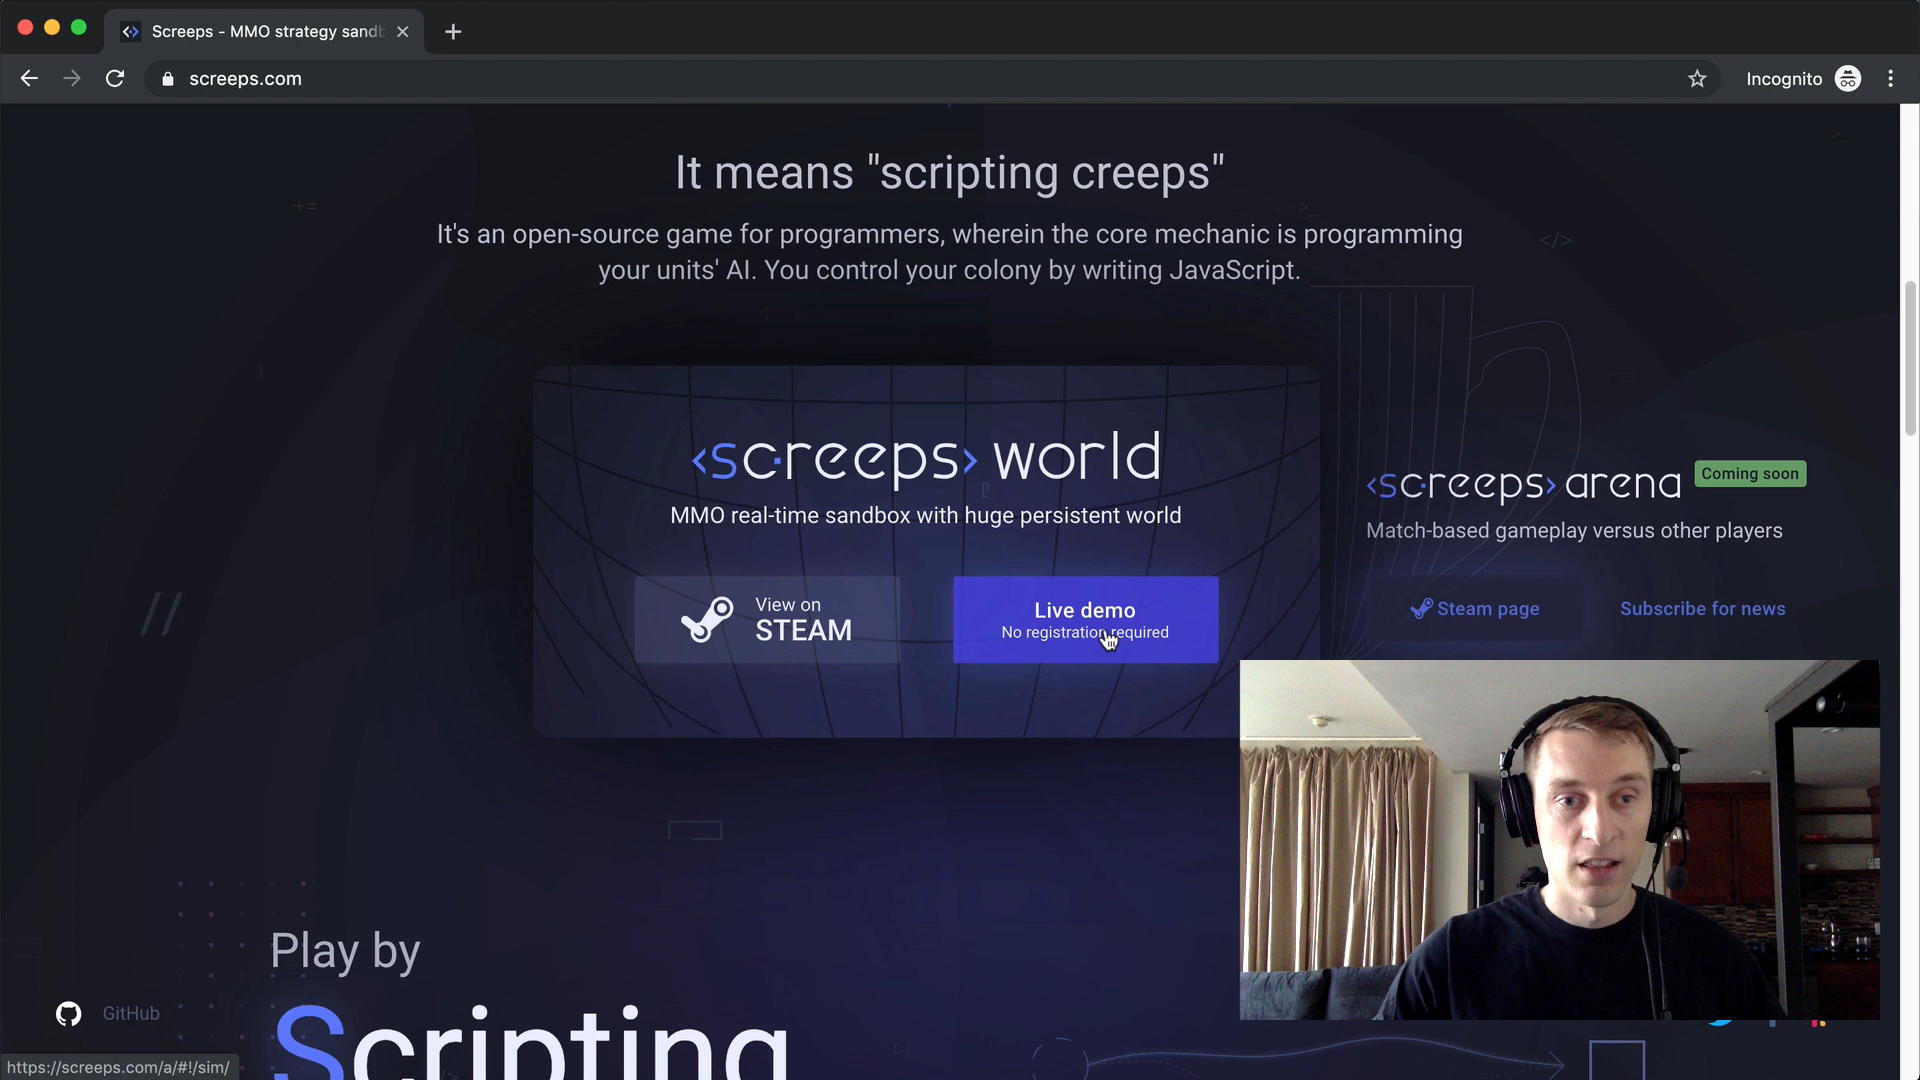 Screeps - MMO strategy sandb
screeps.com
Incognito
It means "scripting creeps"
It's an open-source game for programmers, wherein the core mechanic is programming
your units' AI. You control your colony by writing JavaScript.
+=
>_
</>
‹screeps› world
MMO real-time sandbox with huge persistent world
View on
STEAM
Live demo
No registration required
‹screeps› arena
Coming soon
Match-based gameplay versus other players
Steam page
Subscribe for news
//
Play by
Scripting
GitHub
https://screeps.com/a/#!/sim/